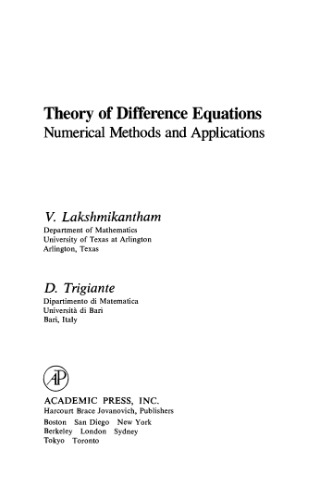 Theory of Difference Equations
Numerical Methods and Applications
V. Lakshmikantham
Department of Mathematics
University of Texas at Arlington
Arlington, Texas
D. Trigiante
Dipartimento di Matematica
Università di Bari
Bari, Italy
AP
ACADEMIC PRESS, INC.
Harcourt Brace Jovanovich, Publishers
Boston San Diego New York
Berkeley London Sydney
Tokyo Toronto